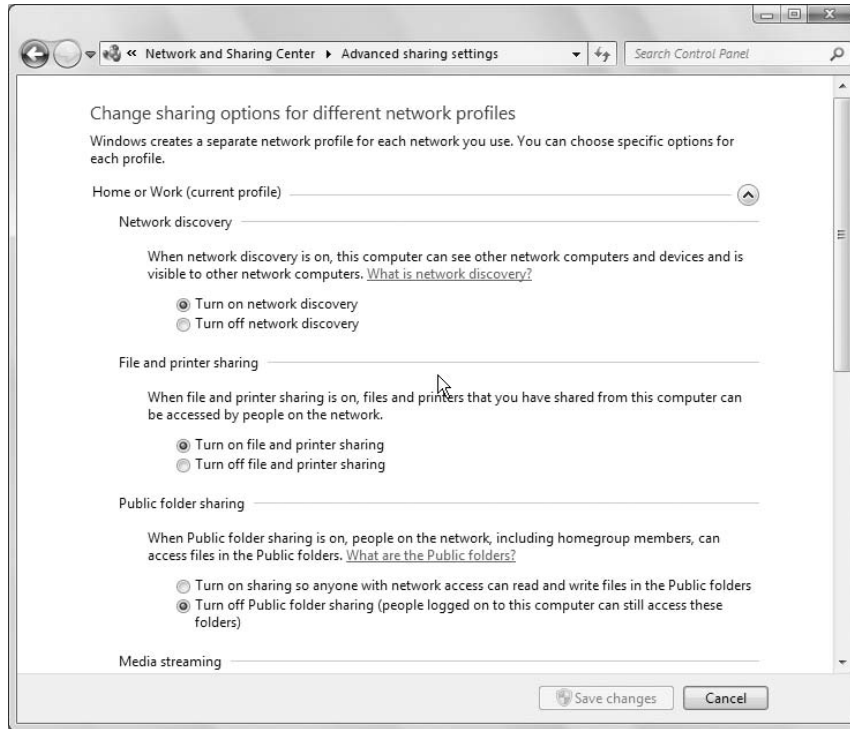 « Network and Sharing Center ▸ Advanced sharing settings
Search Control Panel
Change sharing options for different network profiles
Windows creates a separate network profile for each network you use. You can choose specific options for
each profile.
Home or Work (current profile)
Network discovery
When network discovery is on, this computer can see other network computers and devices and is
visible to other network computers. What is network discovery?
Turn on network discovery
Turn off network discovery
File and printer sharing
When file and printer sharing is on, files and printers that you have shared from this computer can
be accessed by people on the network.
Turn on file and printer sharing
Turn off file and printer sharing
Public folder sharing
When Public folder sharing is on, people on the network, including homegroup members, can
access files in the Public folders. What are the Public folders?
Turn on sharing so anyone with network access can read and write files in the Public folders
Turn off Public folder sharing (people logged on to this computer can still access these
folders)
Media streaming
Save changes
Cancel